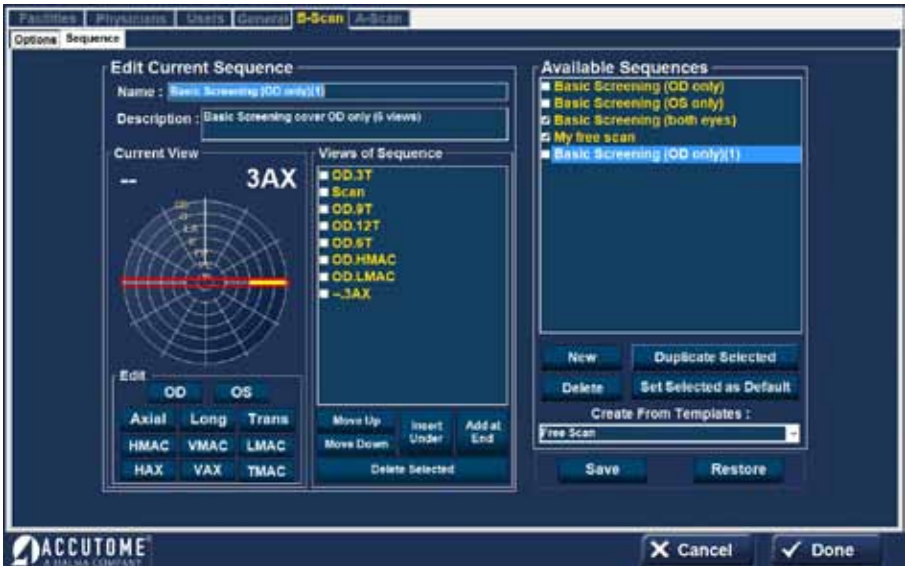 Facilities Physicians Users General B-Scan A-Scan
Options Sequence
Edit Current Sequence
Name : Basic Screening (OD only)(1)
Description : Basic Screening cover OD only (6 views)
Current View
-- 3AX
Views of Sequence
OD.3T
Scan
OD.9T
OD.12T
OD.6T
OD.HMAC
OD.LMAC
--.3AX
Edit
OD OS
Axial Long Trans
HMAC VMAC LMAC
HAX VAX TMAC
Move Up
Move Down
Insert
Under
Add at
End
Delete Selected
Available Sequences
Basic Screening (OD only)
Basic Screening (OS only)
Basic Screening (both eyes)
My free scan
Basic Screening (OD only)(1)
New Duplicate Selected
Delete Set Selected as Default
Create From Templates :
Free Scan
Save Restore
ACCUTOME
A HALMA COMPANY
Cancel Done